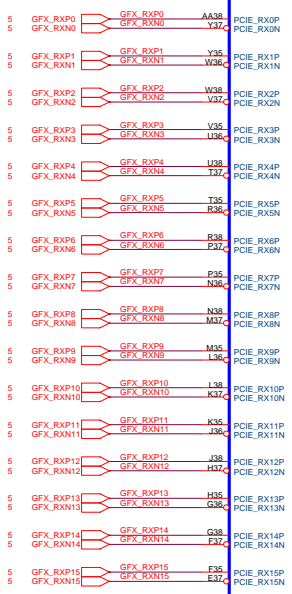 5 GFX_RXP0 GFX_RXP0 AA38 PCIE_RX0P
5 GFX_RXN0 GFX_RXN0 Y37 PCIE_RX0N
5 GFX_RXP1 GFX_RXP1 Y35 PCIE_RX1P
5 GFX_RXN1 GFX_RXN1 W36 PCIE_RX1N
5 GFX_RXP2 GFX_RXP2 W38 PCIE_RX2P
5 GFX_RXN2 GFX_RXN2 V37 PCIE_RX2N
5 GFX_RXP3 GFX_RXP3 V35 PCIE_RX3P
5 GFX_RXN3 GFX_RXN3 U36 PCIE_RX3N
5 GFX_RXP4 GFX_RXP4 U38 PCIE_RX4P
5 GFX_RXN4 GFX_RXN4 T37 PCIE_RX4N
5 GFX_RXP5 GFX_RXP5 T35 PCIE_RX5P
5 GFX_RXN5 GFX_RXN5 R36 PCIE_RX5N
5 GFX_RXP6 GFX_RXP6 R38 PCIE_RX6P
5 GFX_RXN6 GFX_RXN6 P37 PCIE_RX6N
5 GFX_RXP7 GFX_RXP7 P35 PCIE_RX7P
5 GFX_RXN7 GFX_RXN7 N36 PCIE_RX7N
5 GFX_RXP8 GFX_RXP8 N38 PCIE_RX8P
5 GFX_RXN8 GFX_RXN8 M37 PCIE_RX8N
5 GFX_RXP9 GFX_RXP9 M35 PCIE_RX9P
5 GFX_RXN9 GFX_RXN9 L36 PCIE_RX9N
5 GFX_RXP10 GFX_RXP10 L38 PCIE_RX10P
5 GFX_RXN10 GFX_RXN10 K37 PCIE_RX10N
5 GFX_RXP11 GFX_RXP11 K35 PCIE_RX11P
5 GFX_RXN11 GFX_RXN11 J36 PCIE_RX11N
5 GFX_RXP12 GFX_RXP12 J38 PCIE_RX12P
5 GFX_RXN12 GFX_RXN12 H37 PCIE_RX12N
5 GFX_RXP13 GFX_RXP13 H35 PCIE_RX13P
5 GFX_RXN13 GFX_RXN13 G36 PCIE_RX13N
5 GFX_RXP14 GFX_RXP14 G38 PCIE_RX14P
5 GFX_RXN14 GFX_RXN14 F37 PCIE_RX14N
5 GFX_RXP15 GFX_RXP15 F35 PCIE_RX15P
5 GFX_RXN15 GFX_RXN15 E37 PCIE_RX15N